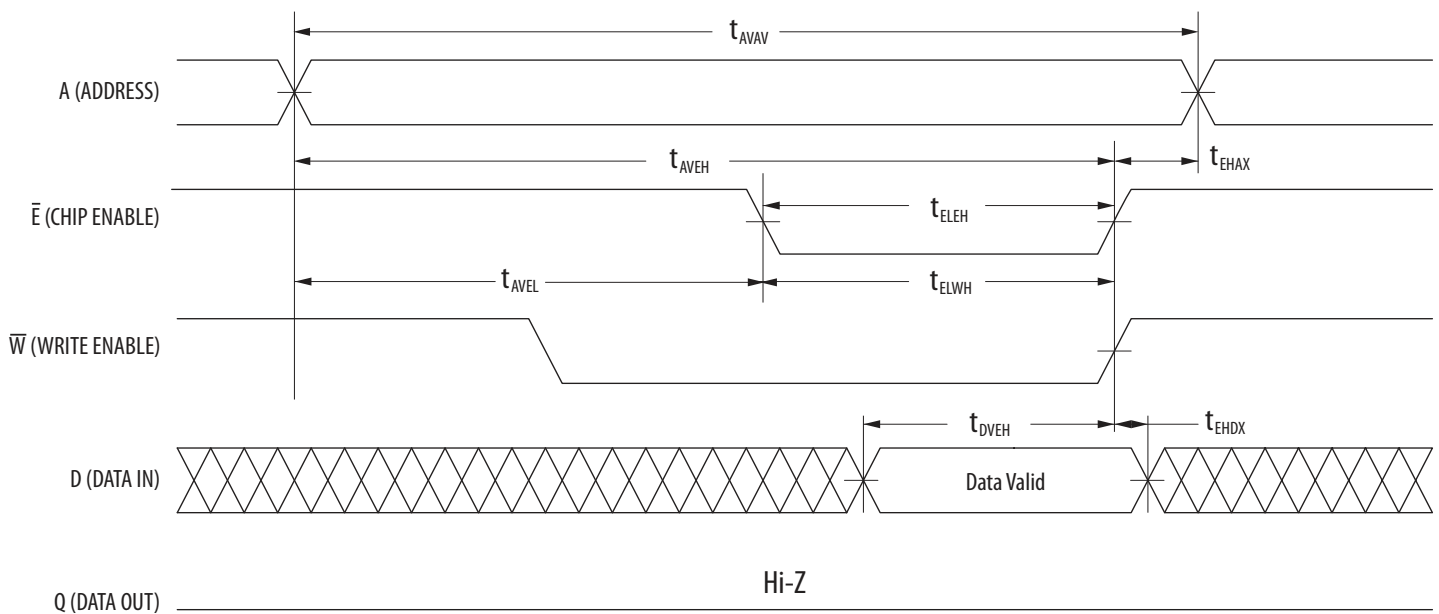 tAVAV
A (ADDRESS)
tAVEH
tEHAX
E̅ (CHIP ENABLE)
tELEH
tAVEL
tELWH
W̅ (WRITE ENABLE)
tDVEH
tEHDX
D (DATA IN)
Data Valid
Hi-Z
Q (DATA OUT)